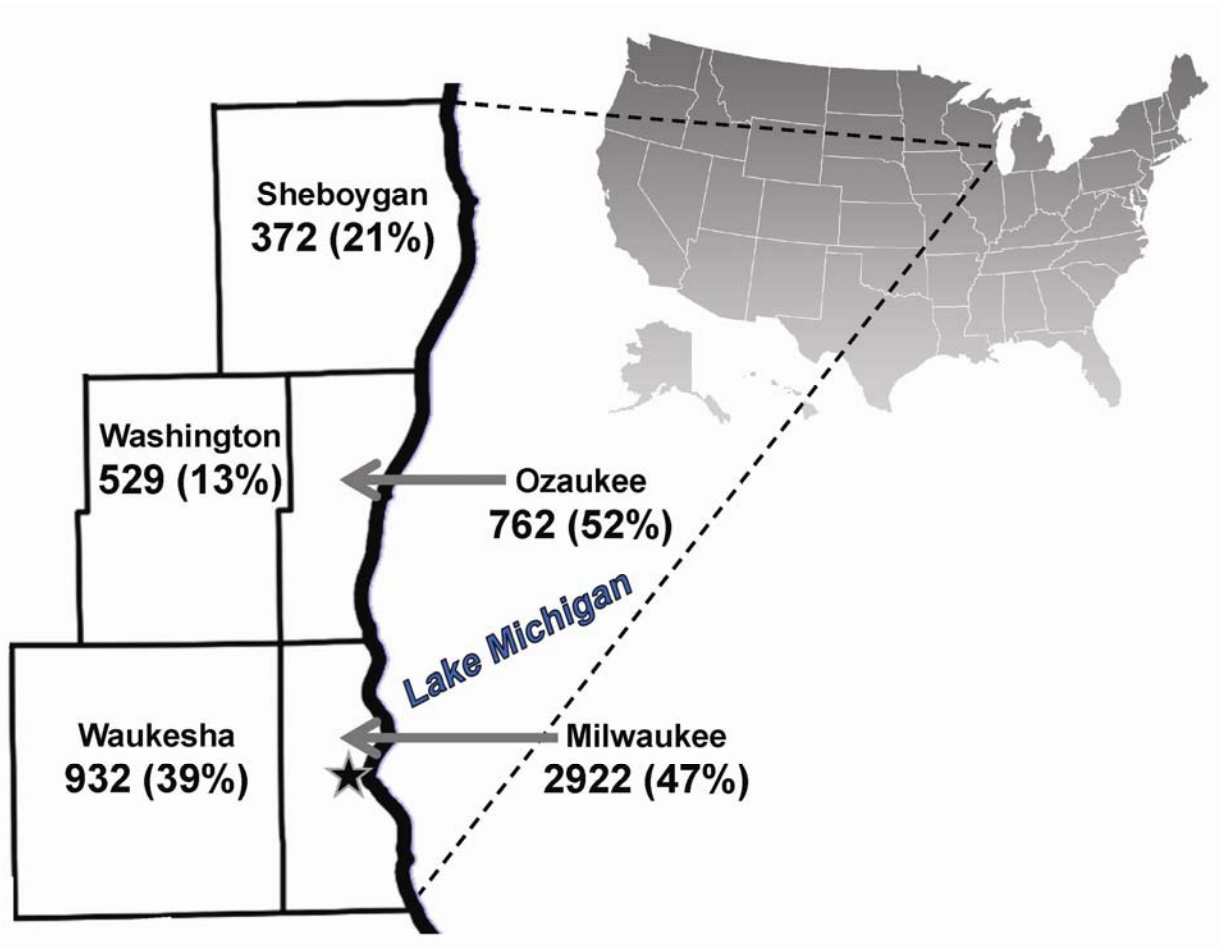 Sheboygan
372 (21%)
Washington
529 (13%)
Ozaukee
762 (52%)
Lake Michigan
Waukesha
932 (39%)
Milwaukee
2922 (47%)